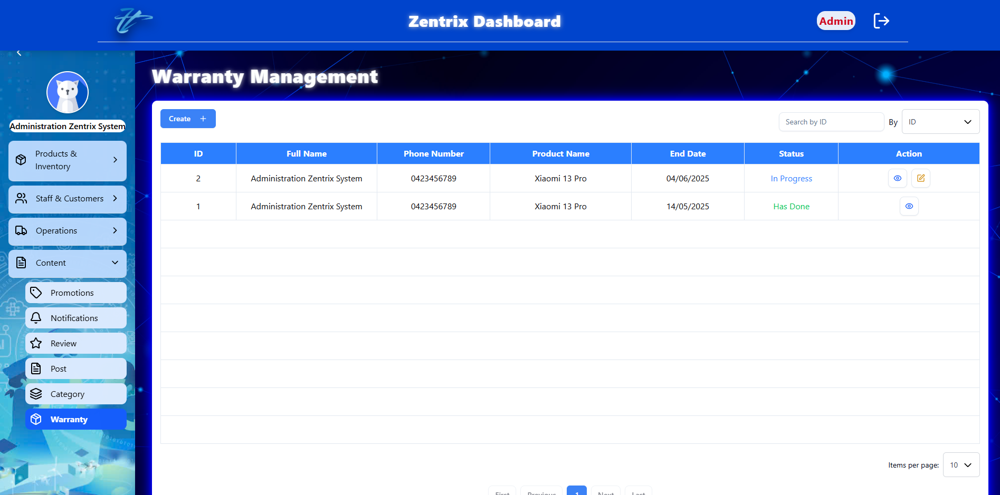 Zentrix Dashboard
Admin
Administration Zentrix System
Products &
Inventory
Staff & Customers
Operations
Content
Promotions
Notifications
Review
Post
Category
Warranty
Warranty Management
Create
Search by ID
By
ID
ID Full Name Phone Number Product Name End Date Status Action
2 Administration Zentrix System 0423456789 Xiaomi 13 Pro 04/06/2025 In Progress
1 Administration Zentrix System 0423456789 Xiaomi 13 Pro 14/05/2025 Has Done
Items per page: 10
First Previous 1 Next Last